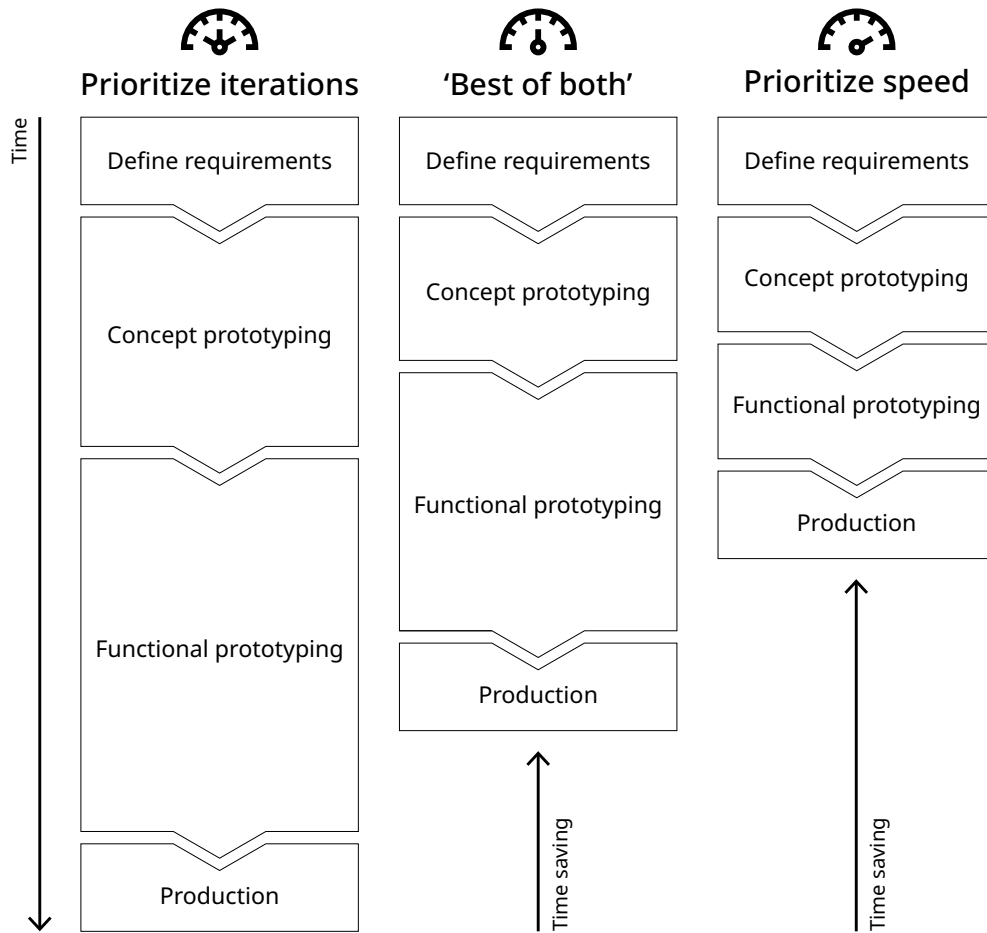 Prioritize iterations
‘Best of both’
Prioritize speed
Time
Define requirements
Concept prototyping
Functional prototyping
Production
Define requirements
Concept prototyping
Functional prototyping
Production
Time saving
Define requirements
Concept prototyping
Functional prototyping
Production
Time saving